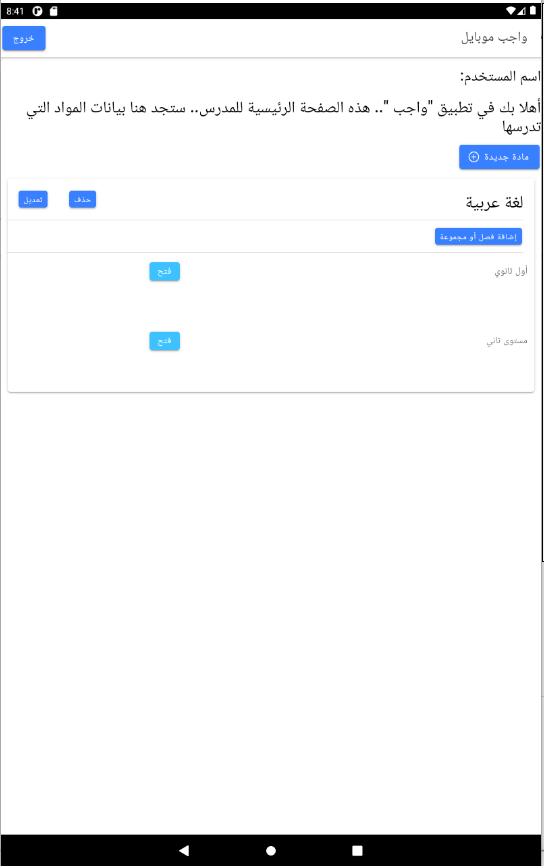 8:41
واجب موبايل
خروج
اسم المستخدم:
أهلا بك في تطبيق "واجب ".. هذه الصفحة الرئيسية للمدرس.. ستجد هنا بيانات المواد التي
تدرسها
مادة جديدة
لغة عربية
حذف
تعديل
إضافة فصل أو مجموعة
أول ثانوي
فتح
مستوى تاني
فتح